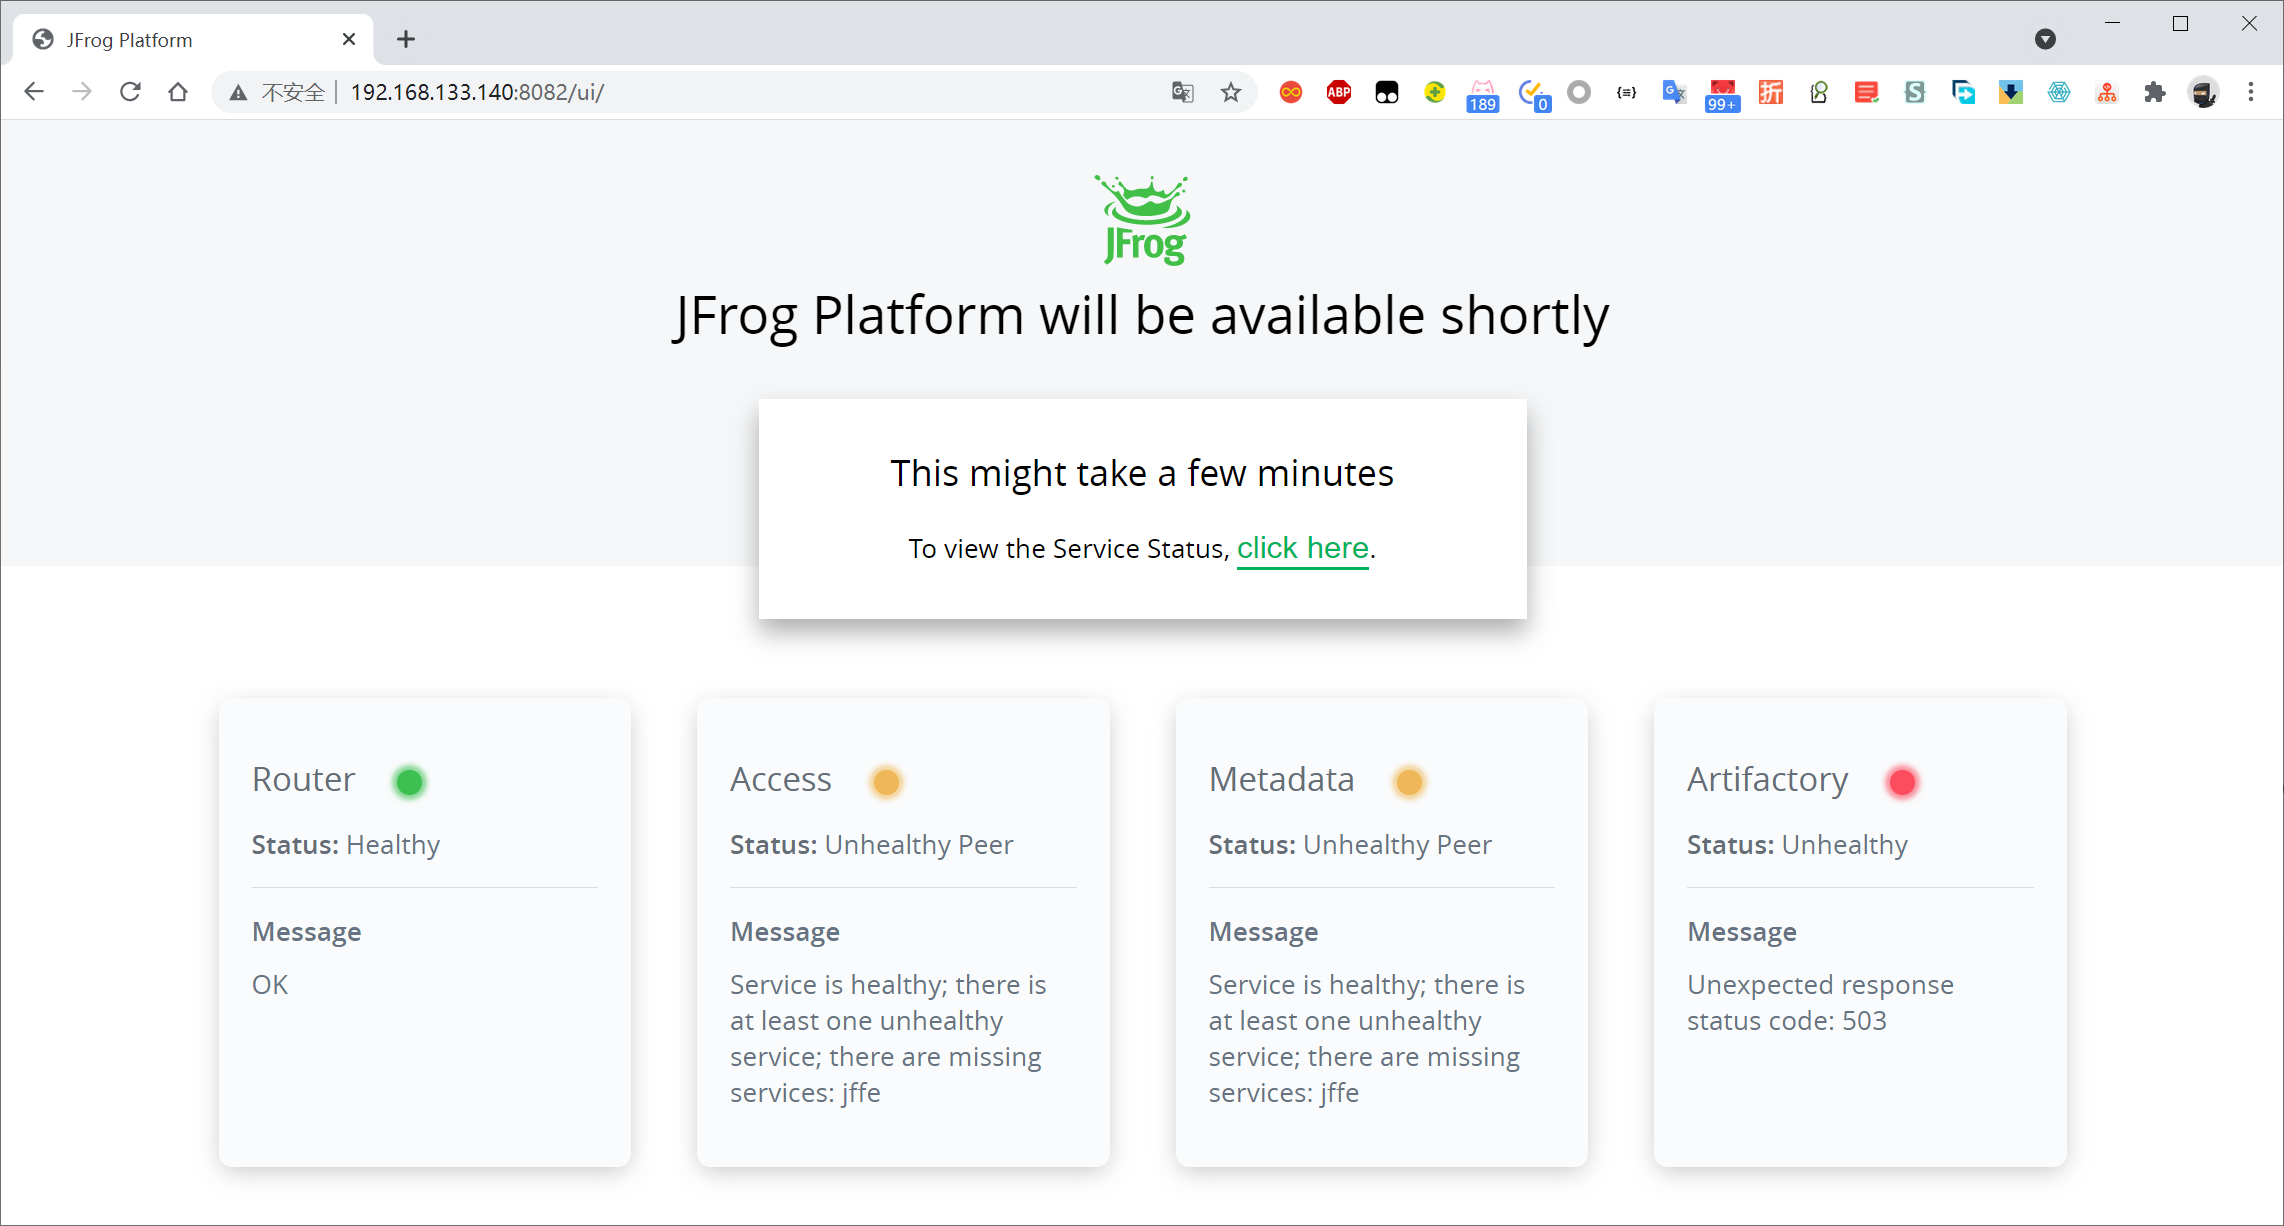 JFrog Platform
不安全 192.168.133.140:8082/ui/
ABP
189
0
99+
折
JFrog
JFrog Platform will be available shortly
This might take a few minutes
To view the Service Status, click here.
Router
Status: Healthy
Message
OK
Access
Status: Unhealthy Peer
Message
Service is healthy; there is
at least one unhealthy
service; there are missing
services: jffe
Metadata
Status: Unhealthy Peer
Message
Service is healthy; there is
at least one unhealthy
service; there are missing
services: jffe
Artifactory
Status: Unhealthy
Message
Unexpected response
status code: 503